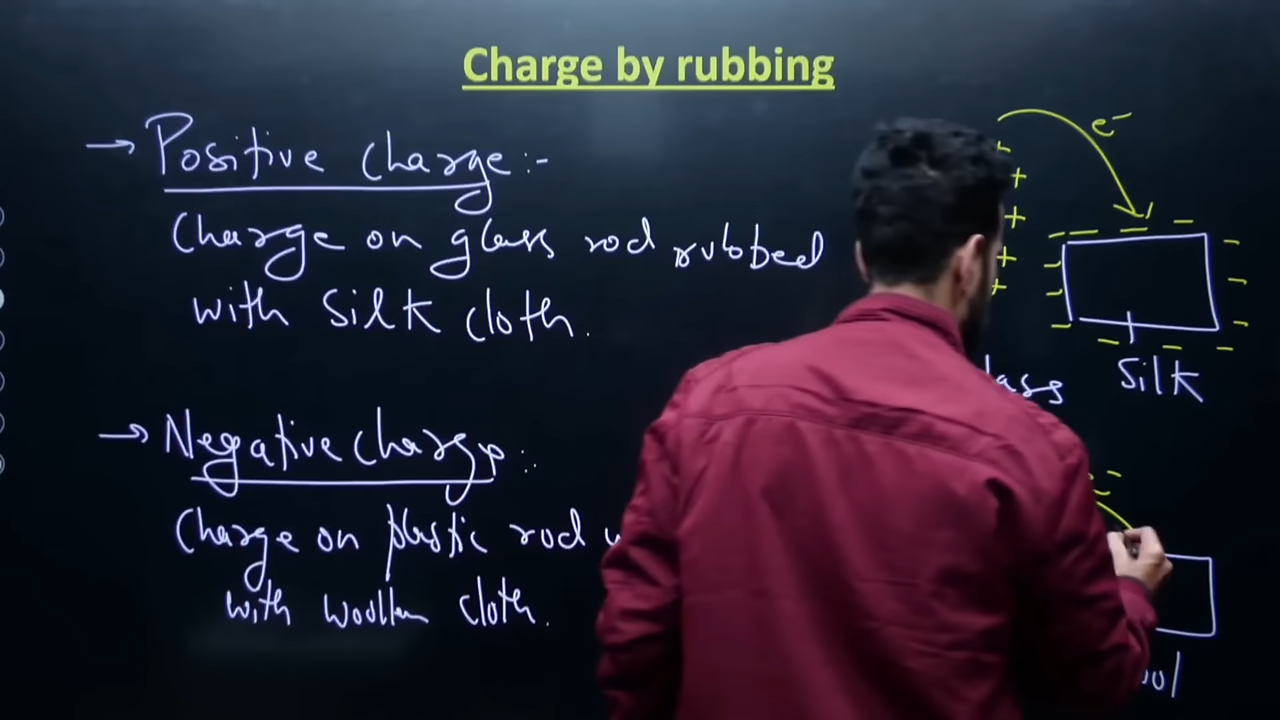 Charge by rubbing
→ Positive charge :-
Charge on glass rod rubbed
with silk cloth.
e⁻
Silk
→ Negative charge :
Charge on plastic rod
with woollen cloth.